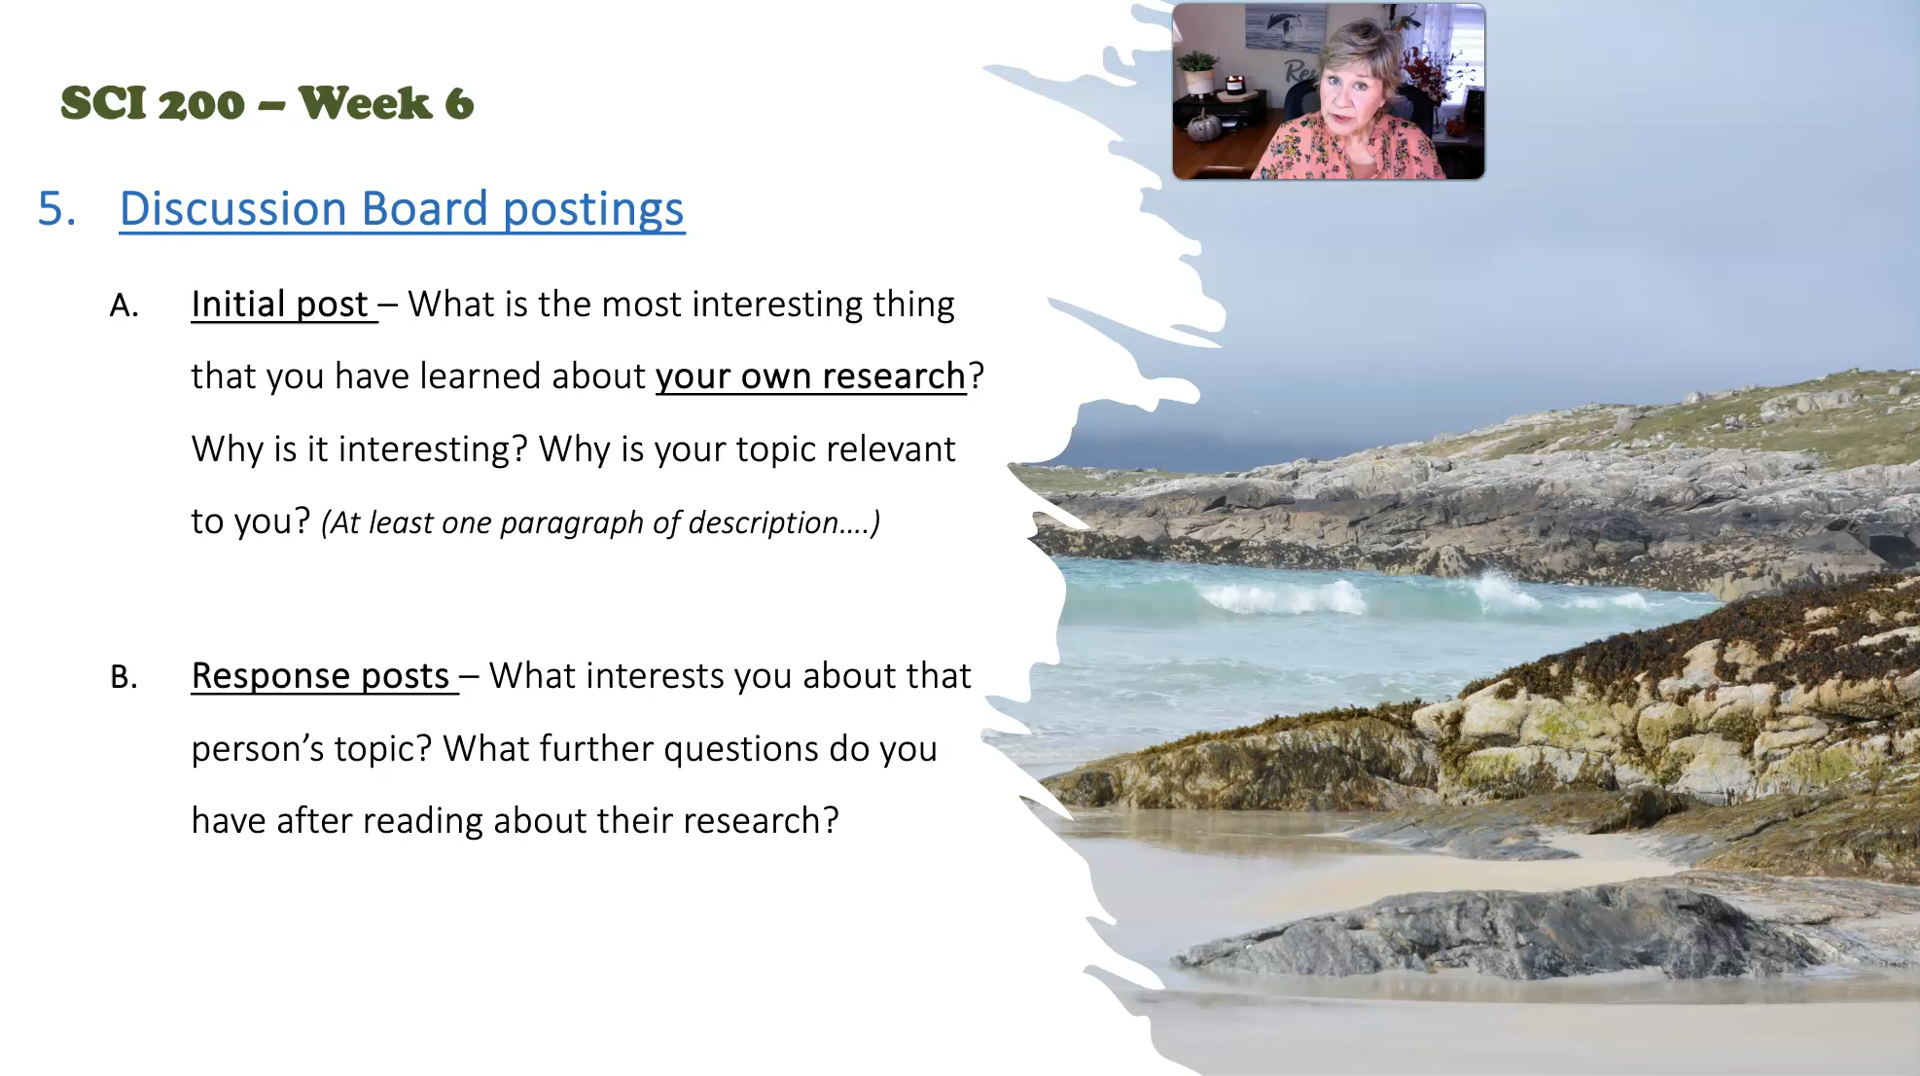 SCI 200 – Week 6
5. Discussion Board postings
A. Initial post – What is the most interesting thing
that you have learned about your own research?
Why is it interesting? Why is your topic relevant
to you? (At least one paragraph of description....)
B. Response posts – What interests you about that
person’s topic? What further questions do you
have after reading about their research?